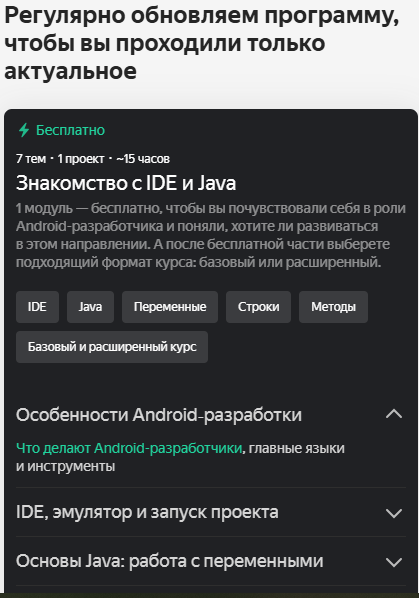 Регулярно обновляем программу,
чтобы вы проходили только
актуальное
Бесплатно
7 тем · 1 проект · ~15 часов
Знакомство с IDE и Java
1 модуль — бесплатно, чтобы вы почувствовали себя в роли
Android-разработчика и поняли, хотите ли развиваться
в этом направлении. А после бесплатной части выберете
подходящий формат курса: базовый или расширенный.
IDE Java Переменные Строки Методы
Базовый и расширенный курс
Особенности Android-разработки
Что делают Android-разработчики, главные языки
и инструменты
IDE, эмулятор и запуск проекта
Основы Java: работа с переменными